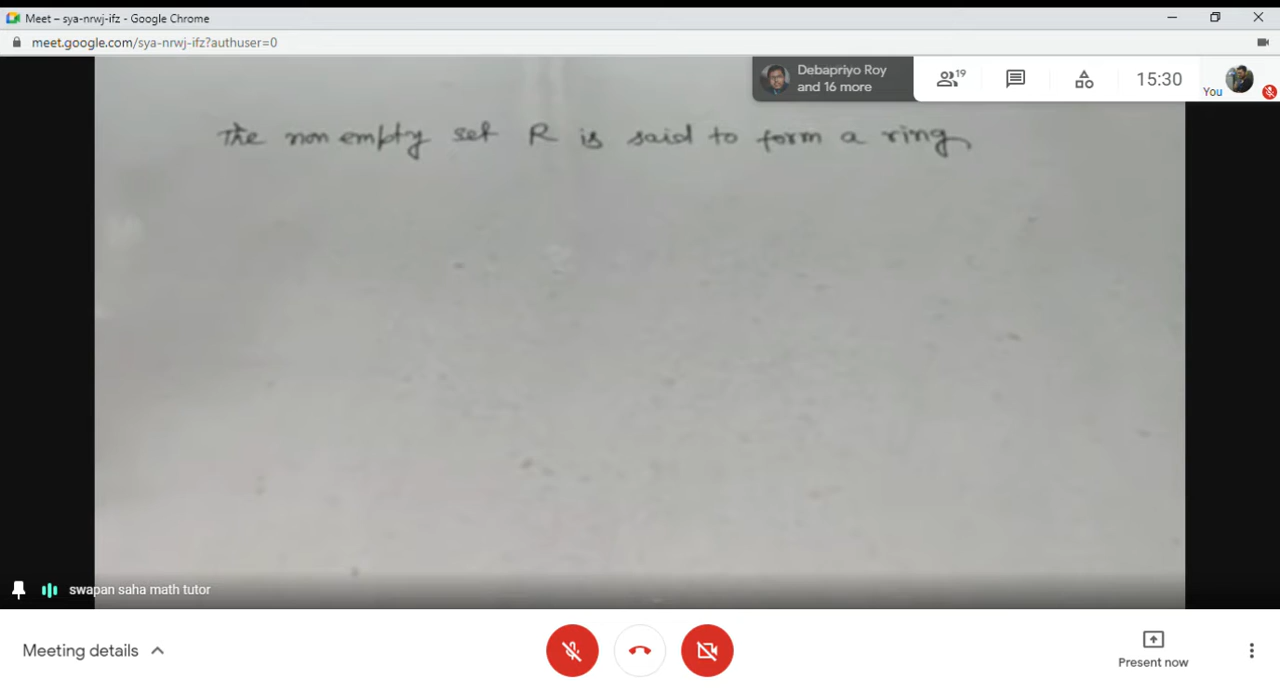 Meet – sya-nrwj-ifz - Google Chrome
meet.google.com/sya-nrwj-ifz?authuser=0
Debapriyo Roy
and 16 more
19
15:30
You
The non empty set R is said to form a ring
swapan saha math tutor
Meeting details
Present now